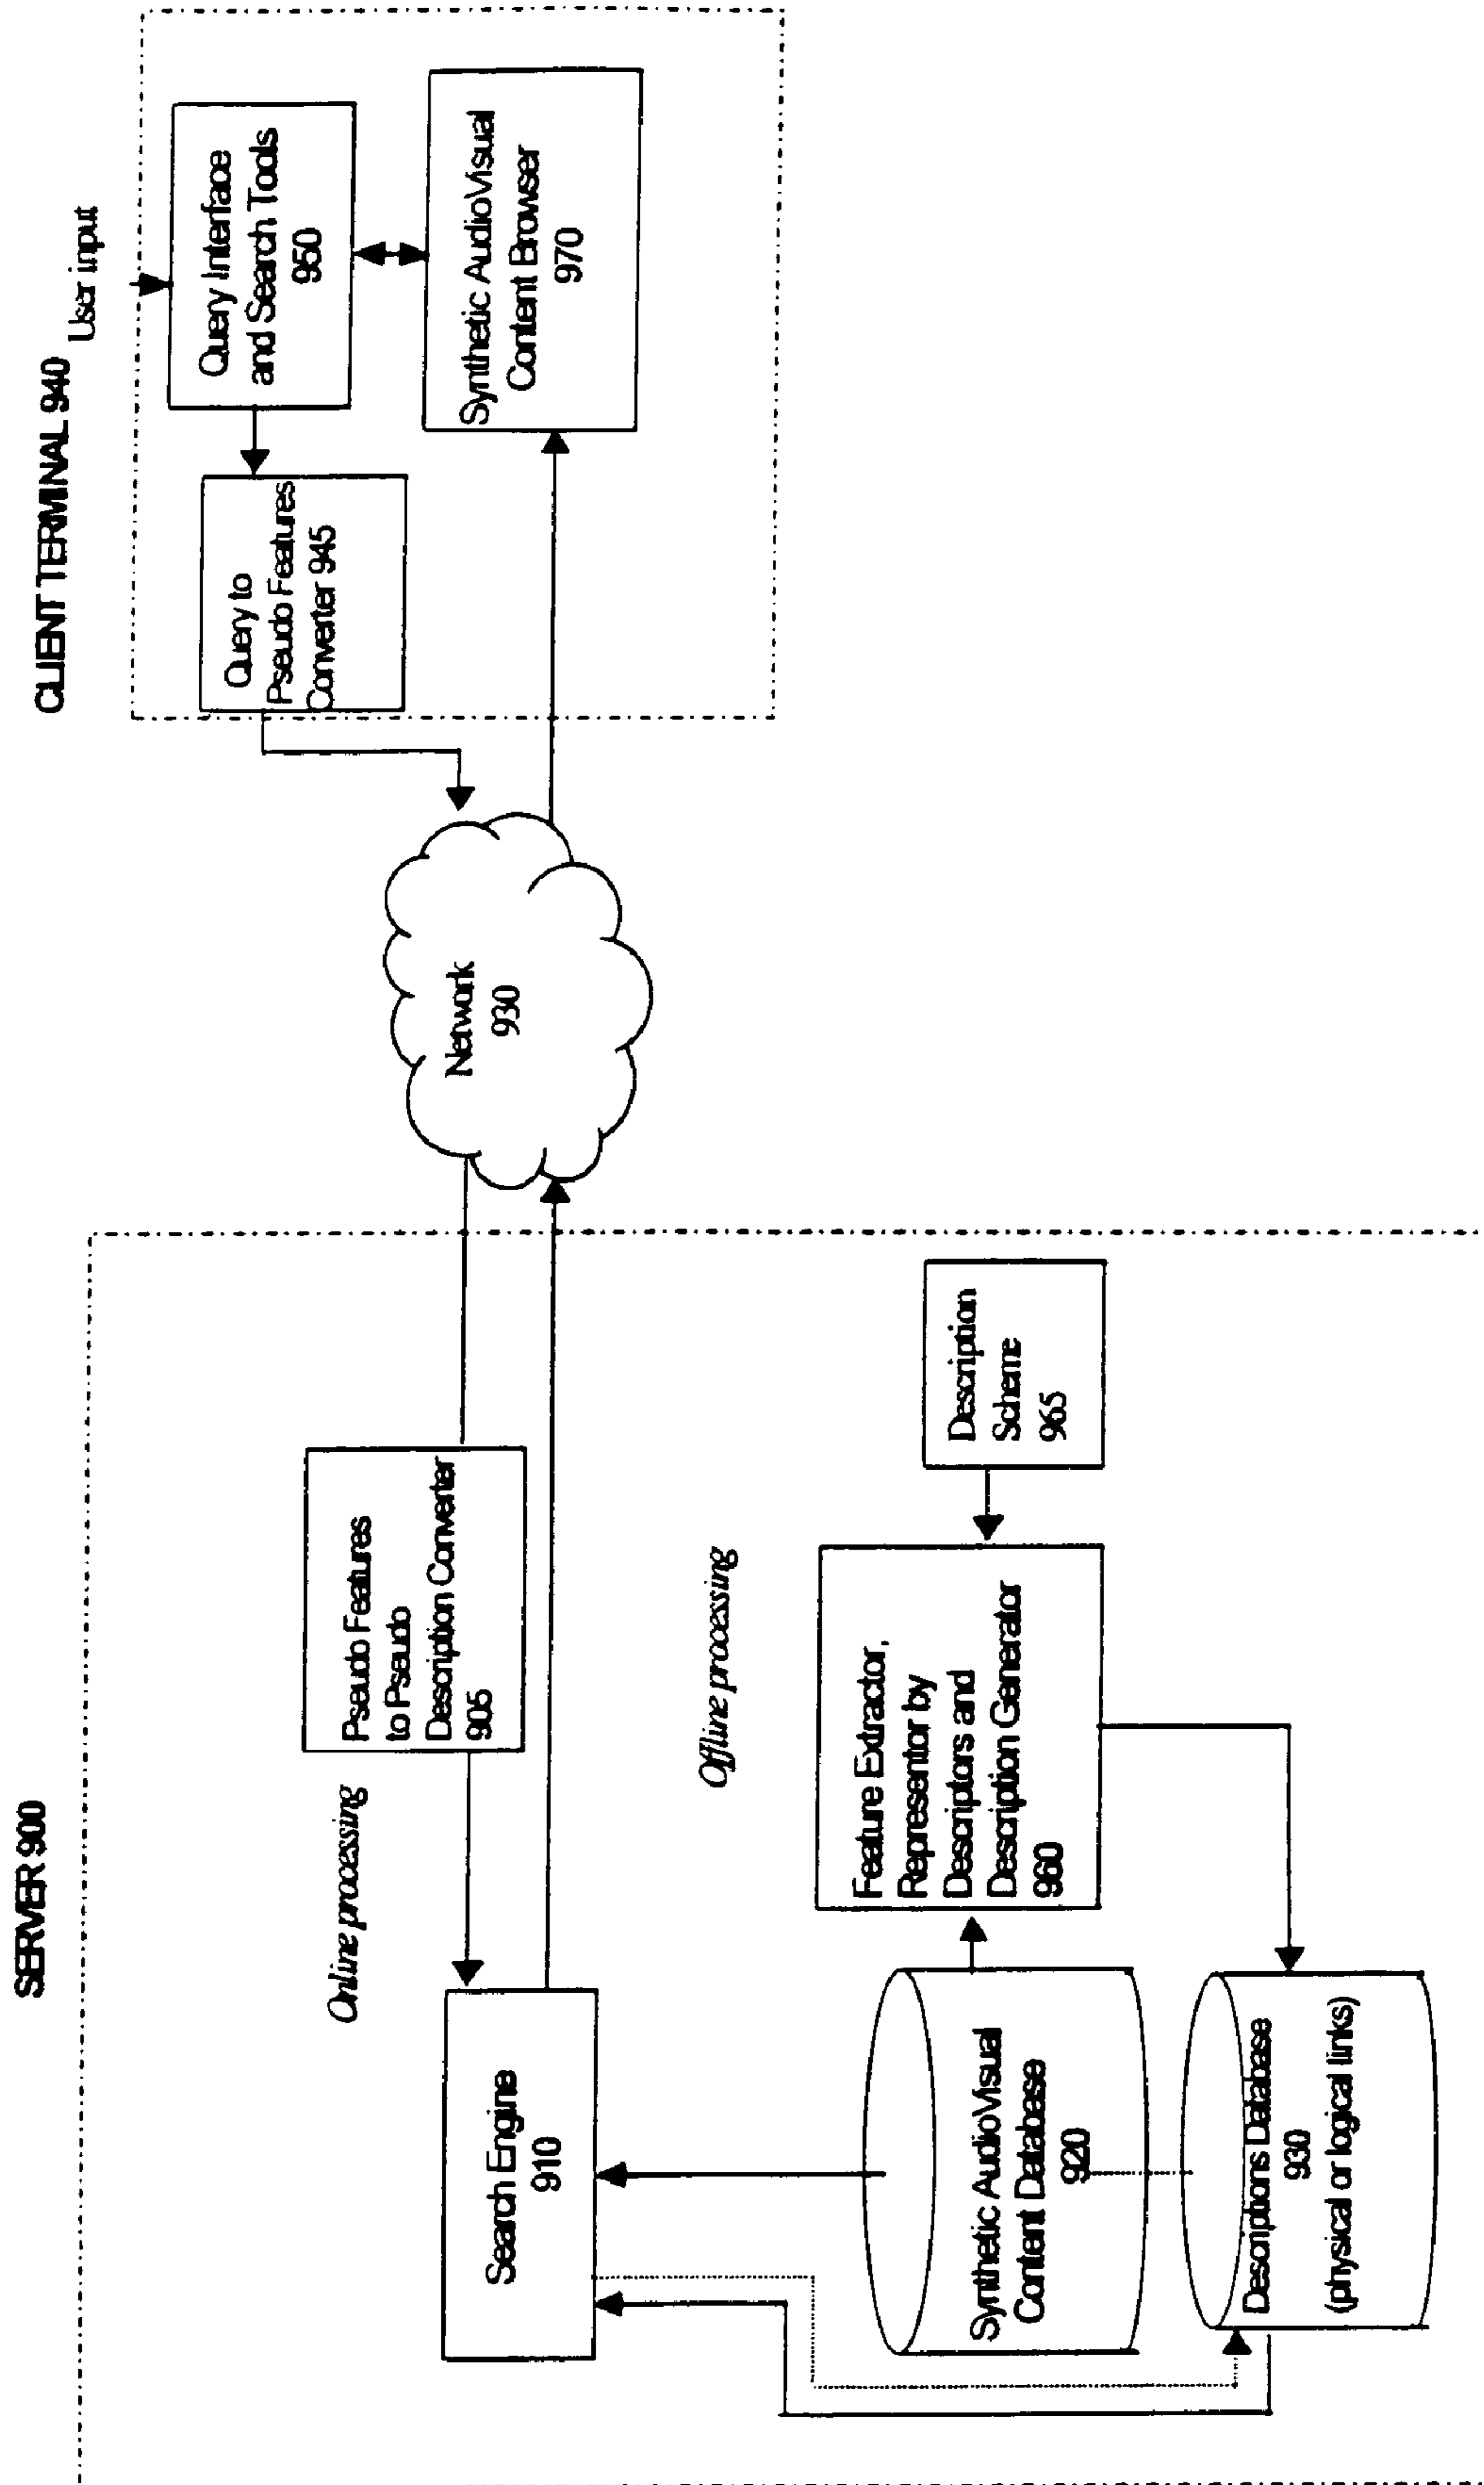 SERVER 900
Online processing
Search Engine
910
Pseudo Features
to Pseudo
Description Converter
905
Offline processing
Synthetic AudioVisual
Content Database
920
Feature Extractor,
Representor by
Descriptors and
Description Generator
960
Description
Scheme
965
Descriptions Database
930
(physical or logical links)
Network
930
CLIENT TERMINAL 940
User input
Query to
Pseudo Features
Converter 945
Query Interface
and Search Tools
950
Synthetic AudioVisual
Content Browser
970